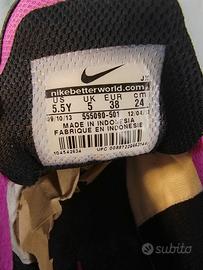 JX
nikebetterworld.com
US UK EUR cm
5.5Y 5 38 24
09/10/13 555090-501 12/04/
MADE IN INDONESIA
FABRIQUE EN INDONESIE
subito